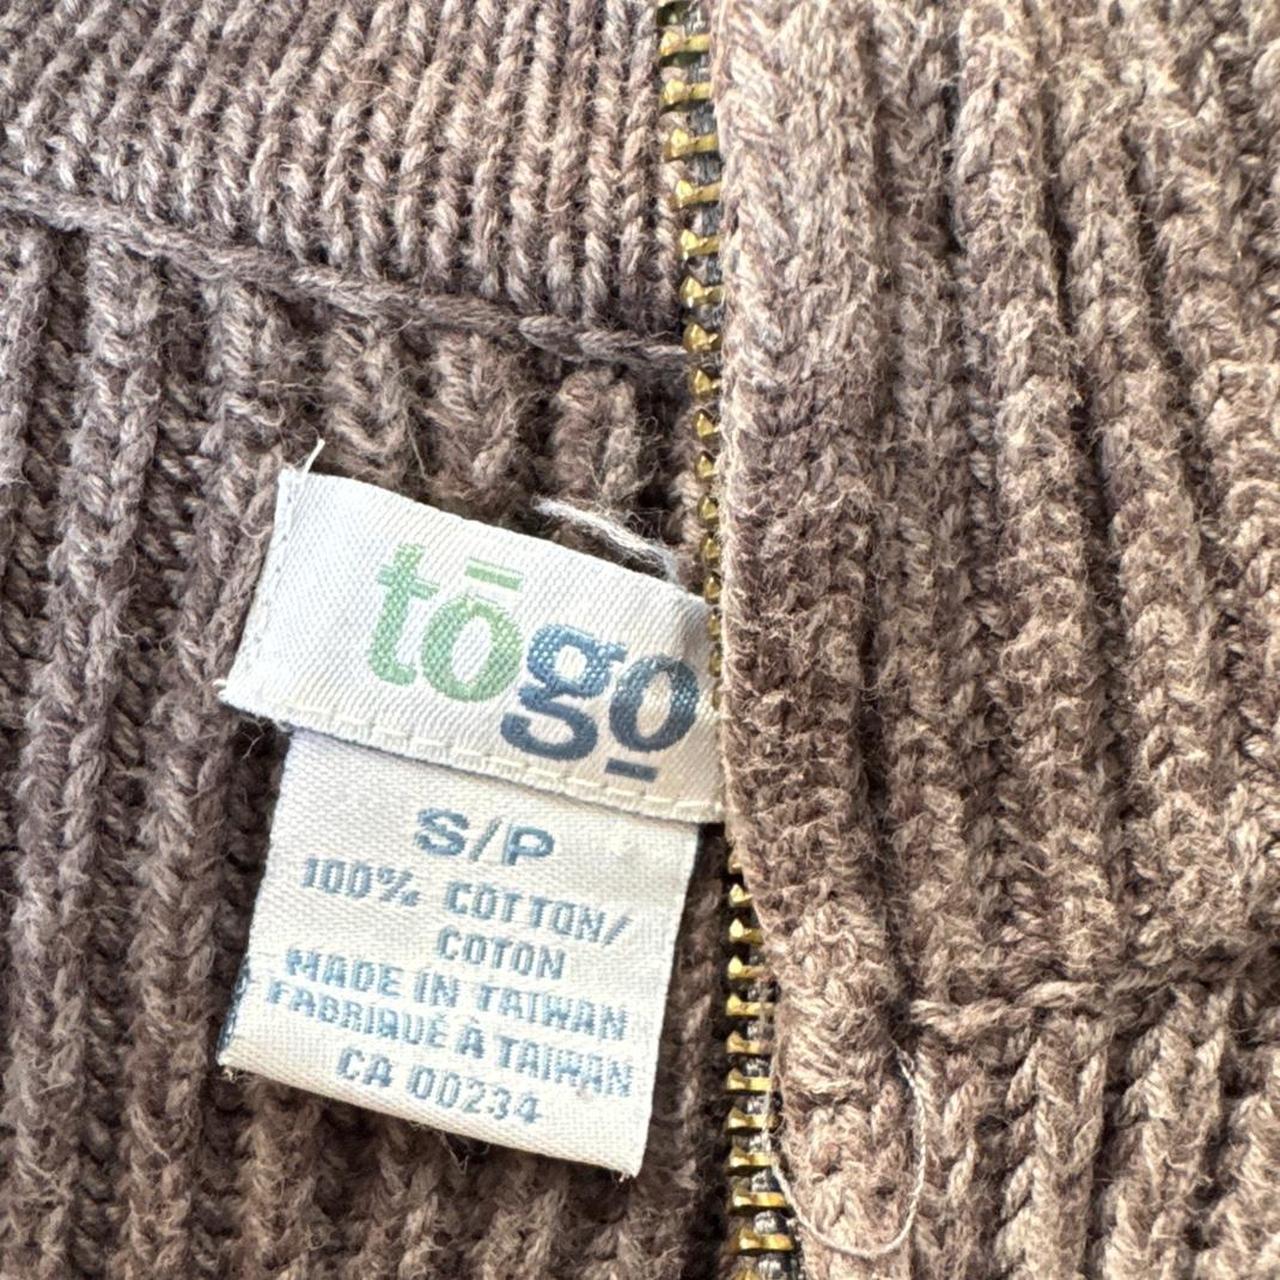 tōgo
S/P
100% COTTON/
COTON
MADE IN TAIWAN
FABRIQUÉ À TAIWAN
CA 00234